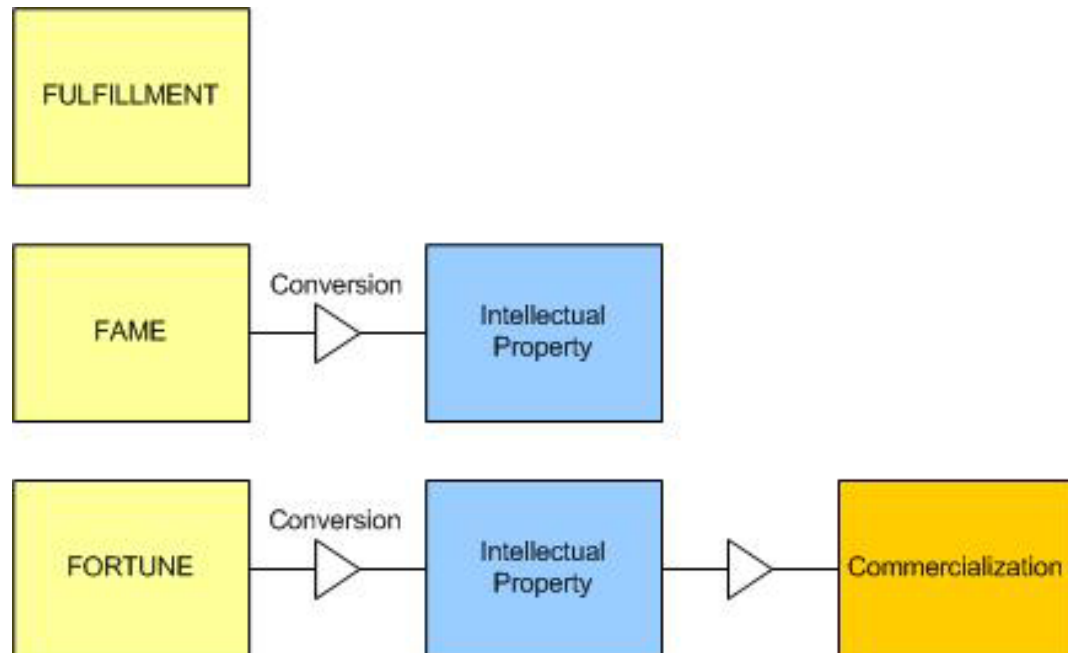 FULFILLMENT
Conversion
FAME
Intellectual
Property
Conversion
FORTUNE
Intellectual
Property
Commercialization